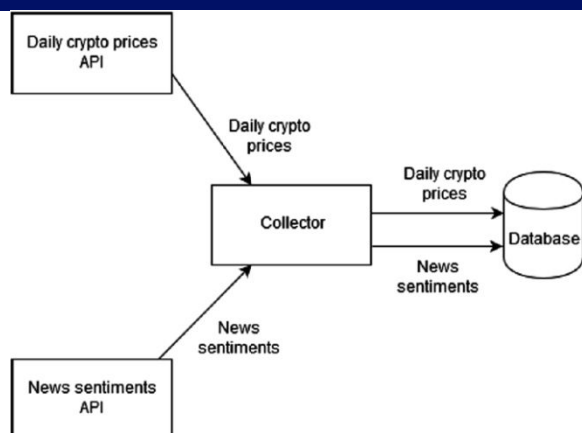 Daily crypto prices
API
Daily crypto
prices
Daily crypto
prices
Collector
Database
News
sentiments
News
sentiments
News sentiments
API